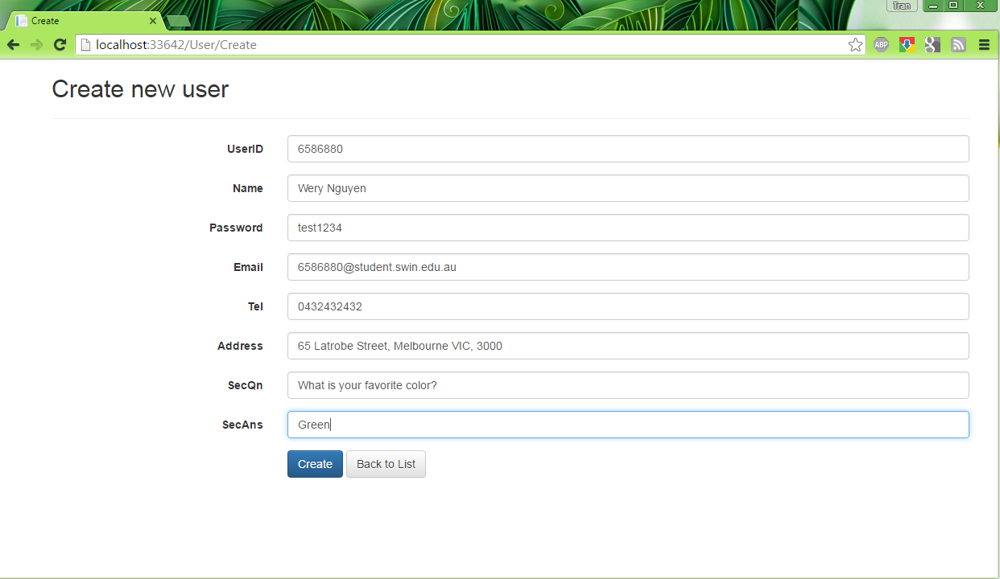 Create
Tran
localhost:33642/User/Create
ABP
Create new user
UserID 6586880
Name Wery Nguyen
Password test1234
Email 6586880@student.swin.edu.au
Tel 0432432432
Address 65 Latrobe Street, Melbourne VIC, 3000
SecQn What is your favorite color?
SecAns Green
Create Back to List